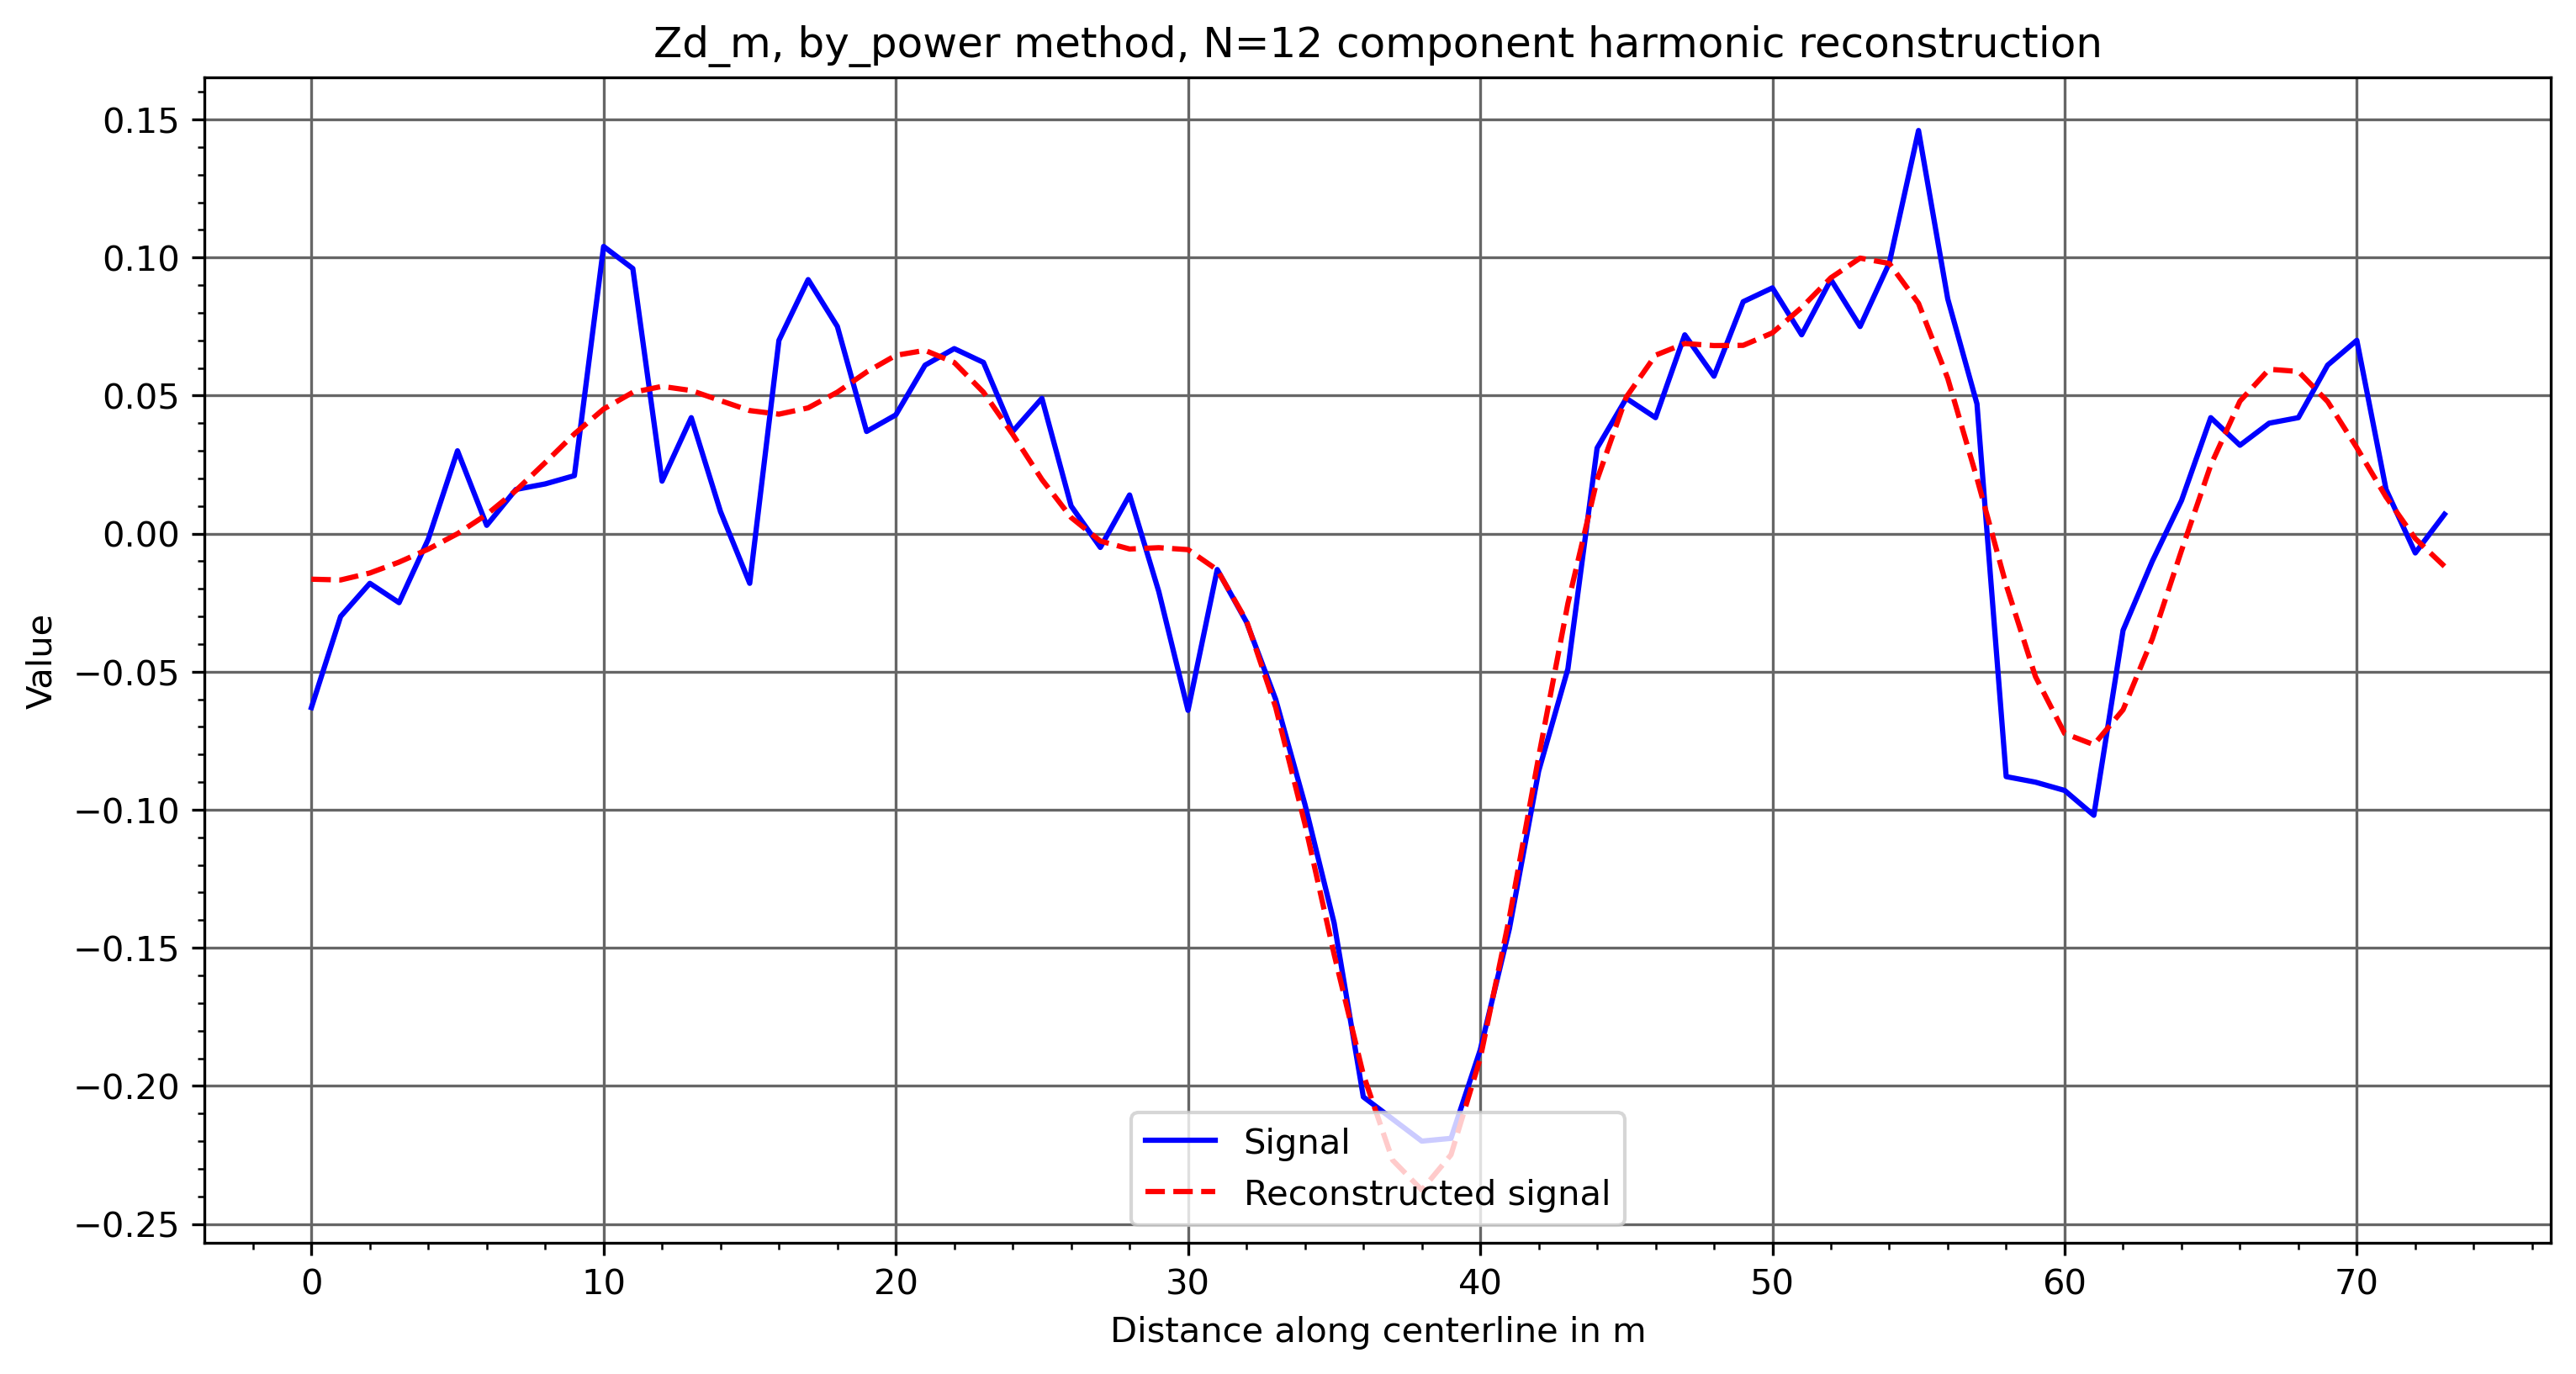 Zd_m, by_power method, N=12 component harmonic reconstruction
Value
0.15
0.10
0.05
0.00
−0.05
−0.10
−0.15
−0.20
−0.25
Signal
Reconstructed signal
0 10 20 30 40 50 60 70
Distance along centerline in m